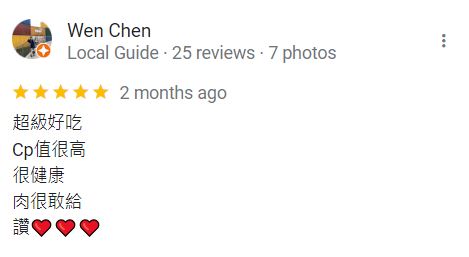 Wen Chen
Local Guide · 25 reviews · 7 photos
★★★★★ 2 months ago
超級好吃
Cp值很高
很健康
肉很敢給
讚❤❤❤